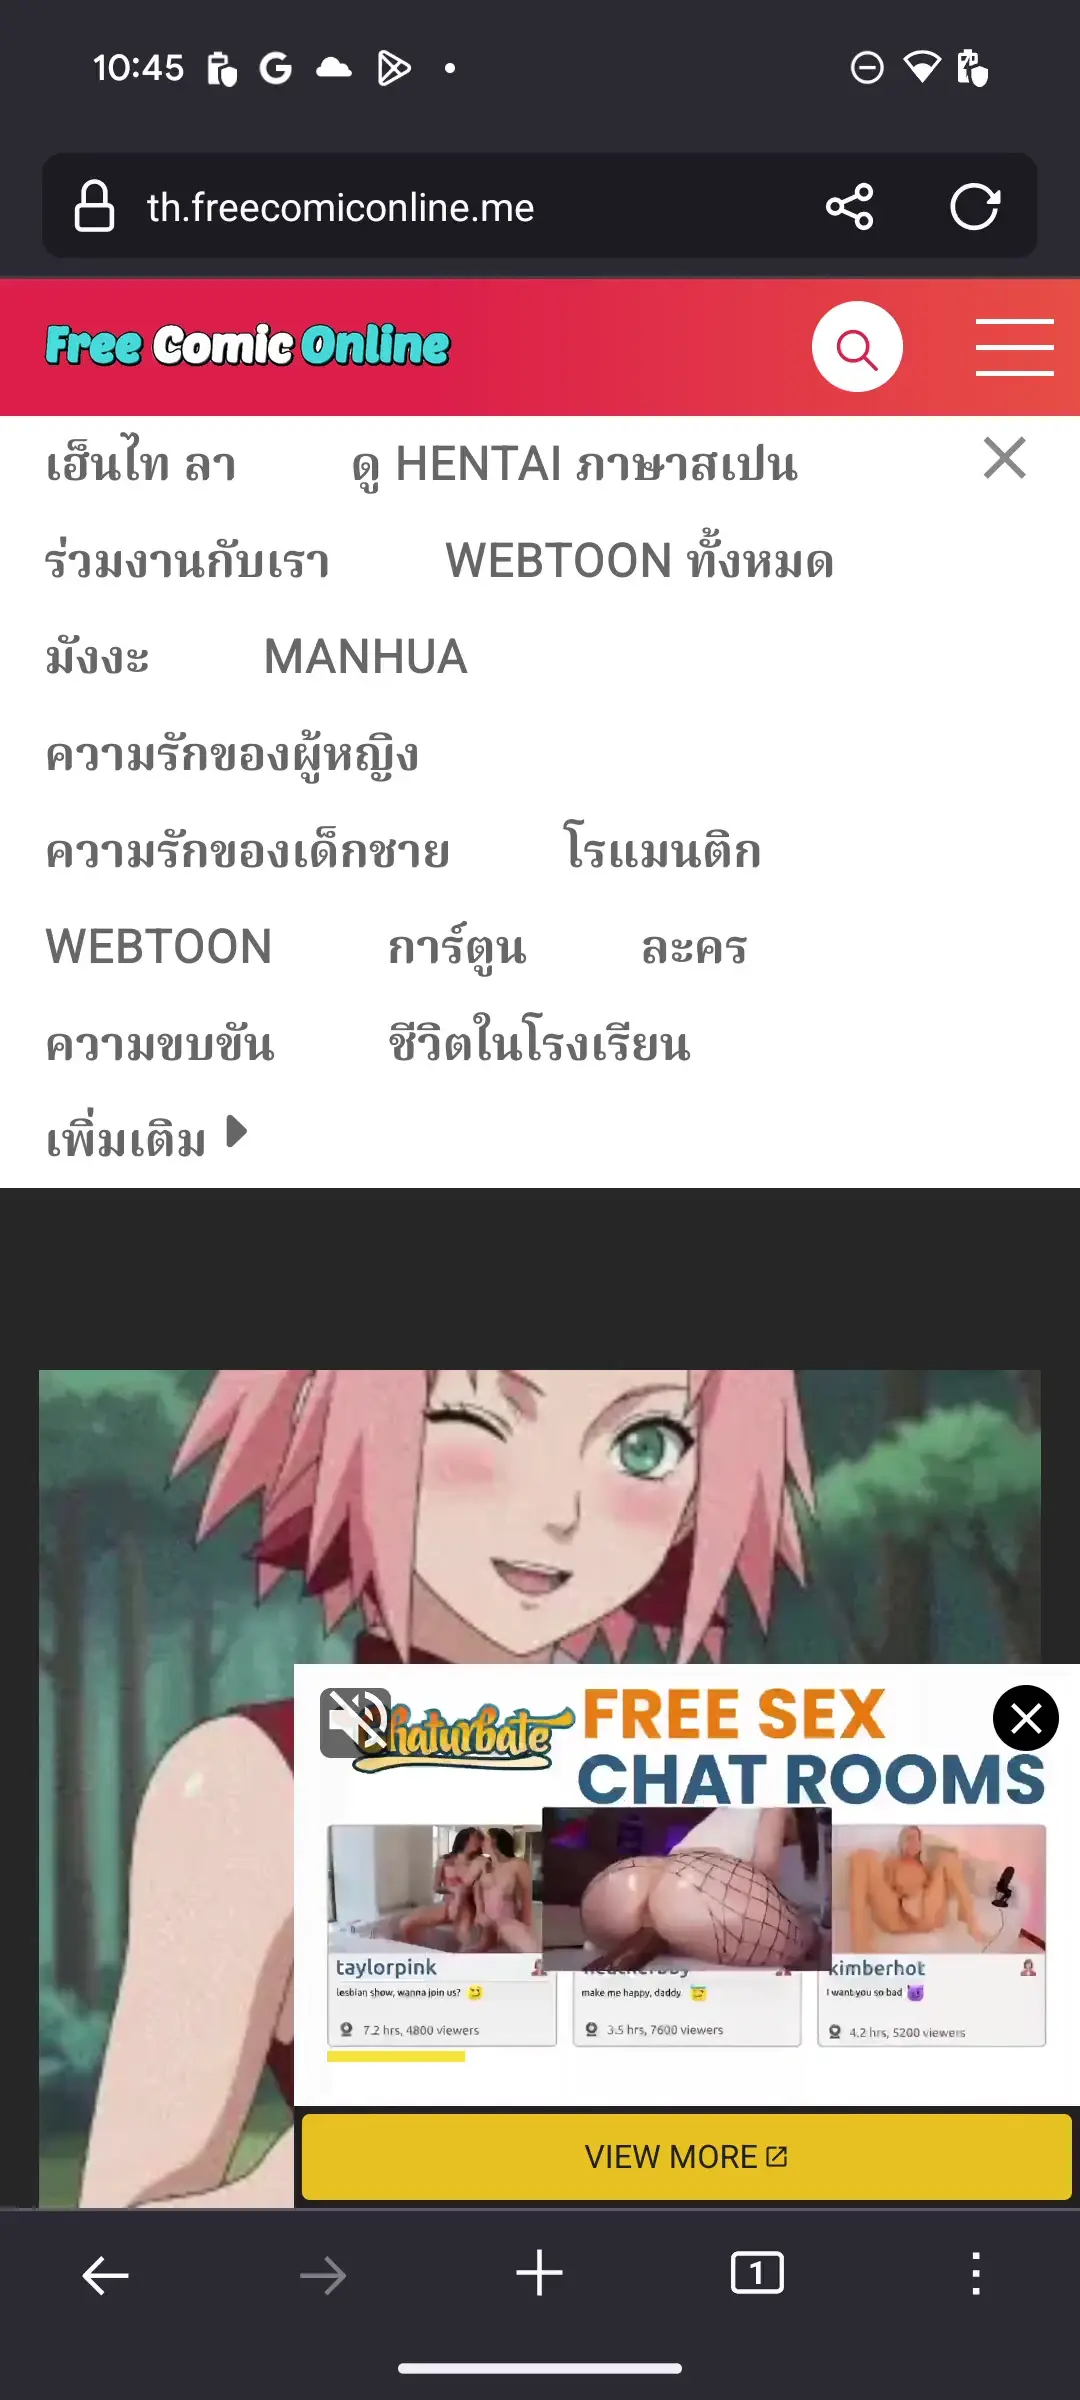 10:45
th.freecomiconline.me
Free Comic Online
เฮ็นไท ลา ดู HENTAI ภาษาสเปน
ร่วมงานกับเรา WEBTOON ทั้งหมด
มังงะ MANHUA
ความรักของผู้หญิง
ความรักของเด็กชาย โรแมนติก
WEBTOON การ์ตูน ละคร
ความขบขัน ชีวิตในโรงเรียน
เพิ่มเติม
FREE SEX
CHAT ROOMS
taylorpink kimberhot
lesbian show, wanna join us? make me happy, daddy I want you so bad
7.2 hrs, 4800 viewers 3.5 hrs, 7600 viewers 4.2 hrs, 5200 viewers
VIEW MORE
1